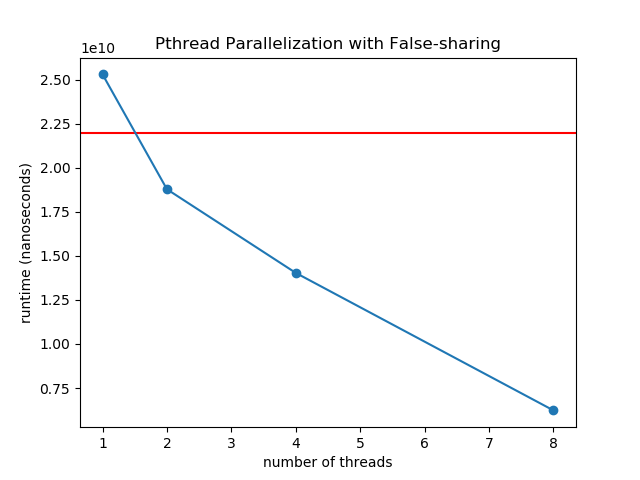 Pthread Parallelization with False-sharing
1e10
2.50
2.25
2.00
1.75
1.50
1.25
1.00
0.75
runtime (nanoseconds)
1 2 3 4 5 6 7 8
number of threads